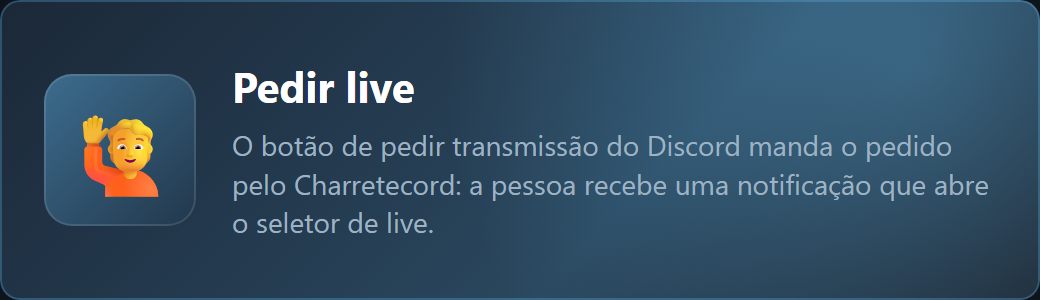 Pedir live
O botão de pedir transmissão do Discord manda o pedido
pelo Charretecord: a pessoa recebe uma notificação que abre
o seletor de live.